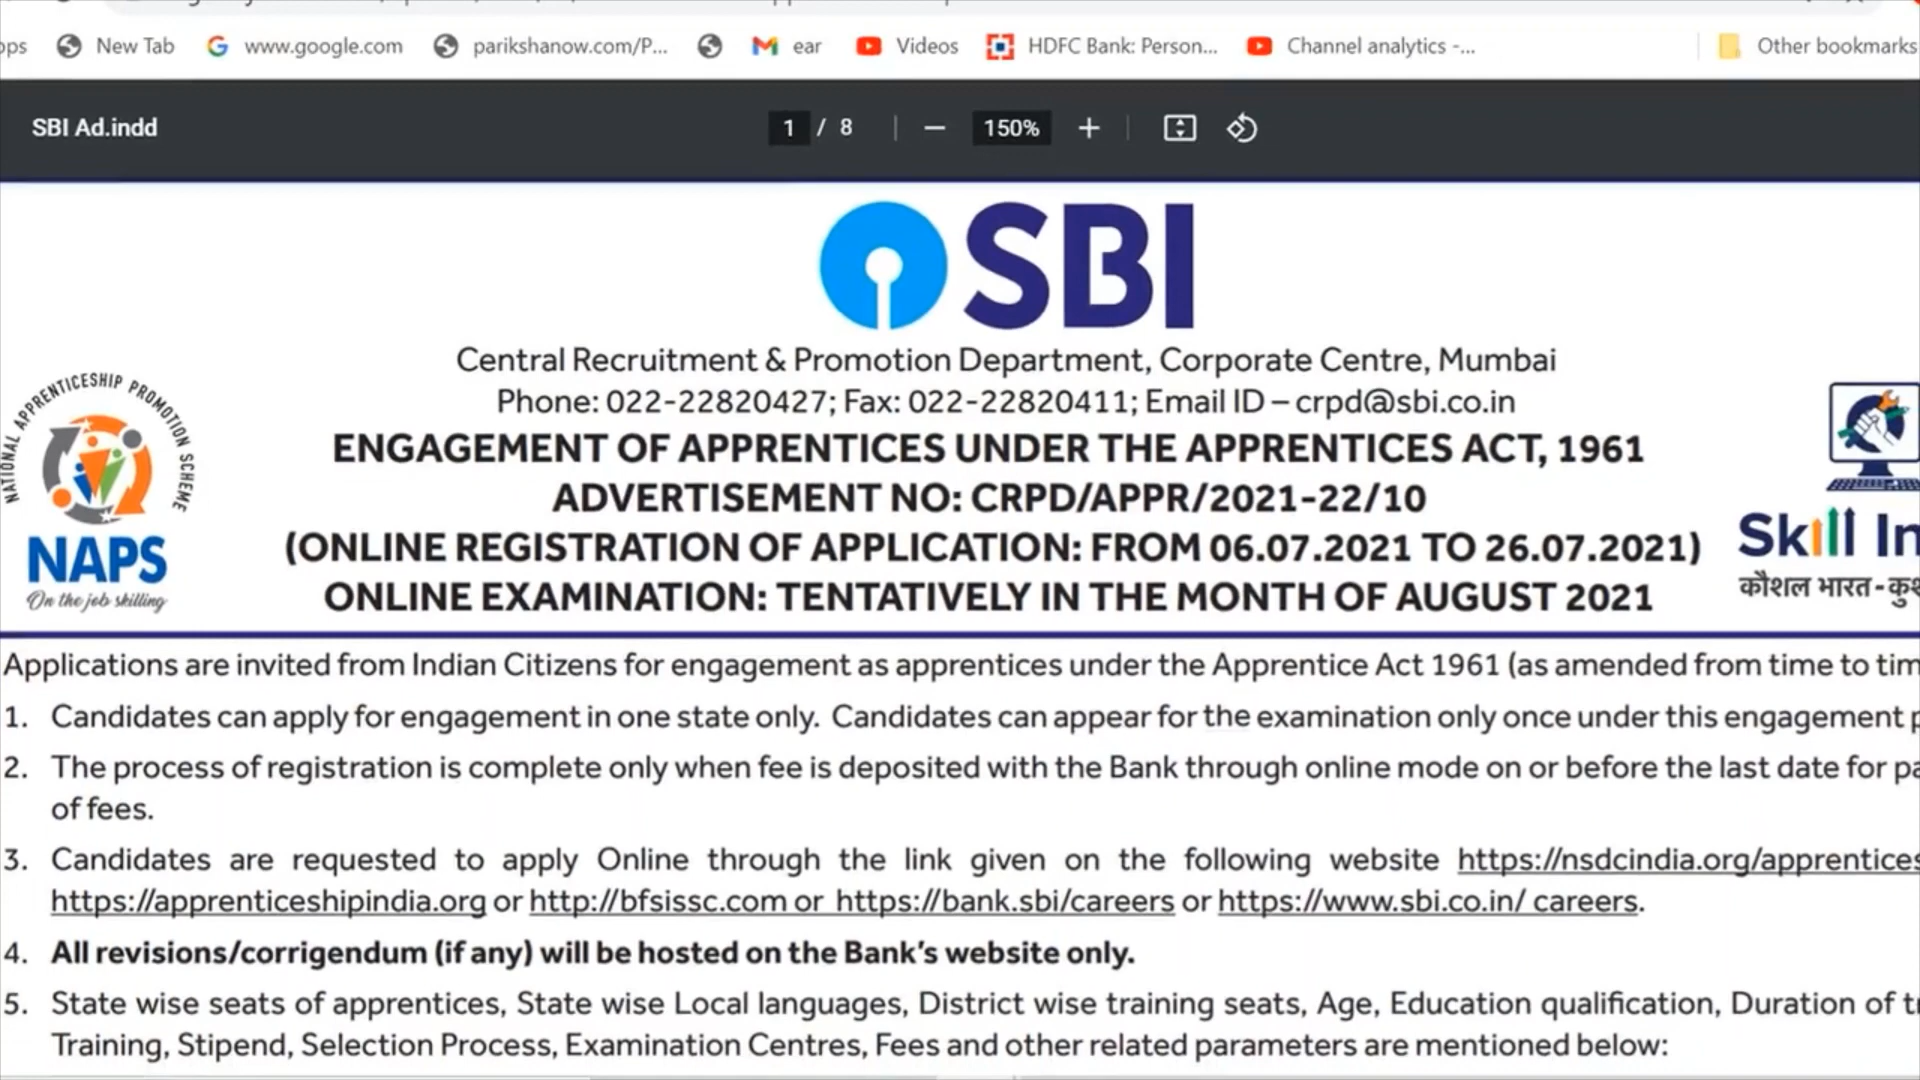 New Tab
www.google.com
parikshanow.com/P...
ear
Videos
HDFC Bank: Person...
Channel analytics -...
Other bookmarks
SBI Ad.indd
1 / 8
150%
SBI
Central Recruitment & Promotion Department, Corporate Centre, Mumbai
Phone: 022-22820427; Fax: 022-22820411; Email ID – crpd@sbi.co.in
ENGAGEMENT OF APPRENTICES UNDER THE APPRENTICES ACT, 1961
ADVERTISEMENT NO: CRPD/APPR/2021-22/10
(ONLINE REGISTRATION OF APPLICATION: FROM 06.07.2021 TO 26.07.2021)
ONLINE EXAMINATION: TENTATIVELY IN THE MONTH OF AUGUST 2021
NATIONAL APPRENTICESHIP PROMOTION SCHEME
NAPS
On the job skilling
Skill In
कौशल भारत-
Applications are invited from Indian Citizens for engagement as apprentices under the Apprentice Act 1961 (as amended from time to tim
1. Candidates can apply for engagement in one state only. Candidates can appear for the examination only once under this engagement p
2. The process of registration is complete only when fee is deposited with the Bank through online mode on or before the last date for pa
of fees.
3. Candidates are requested to apply Online through the link given on the following website https://nsdcindia.org/apprentices
https://apprenticeshipindia.org or http://bfsissc.com or https://bank.sbi/careers or https://www.sbi.co.in/ careers.
4. All revisions/corrigendum (if any) will be hosted on the Bank's website only.
5. State wise seats of apprentices, State wise Local languages, District wise training seats, Age, Education qualification, Duration of t
Training, Stipend, Selection Process, Examination Centres, Fees and other related parameters are mentioned below: